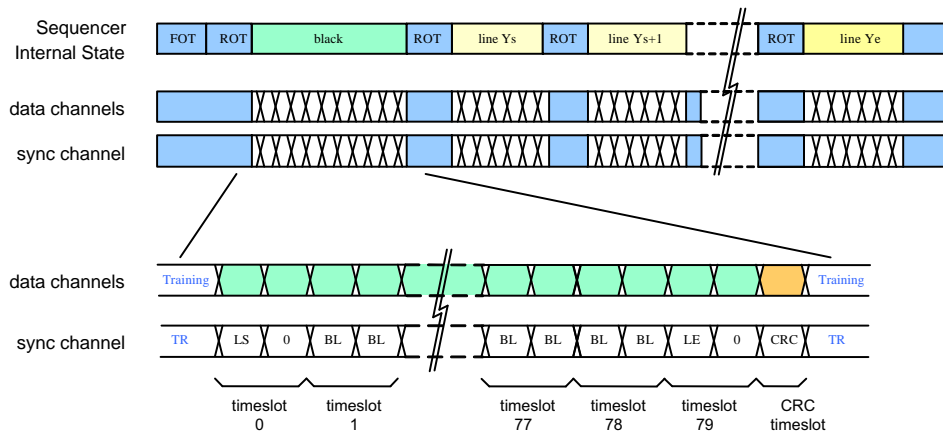 Sequencer
Internal State
FOT ROT black ROT line Ys ROT line Ys+1 ROT line Ye
data channels
sync channel
data channels
Training Training
sync channel
TR LS 0 BL BL BL BL BL BL LE 0 CRC TR
timeslot timeslot timeslot timeslot timeslot CRC
0 1 77 78 79 timeslot